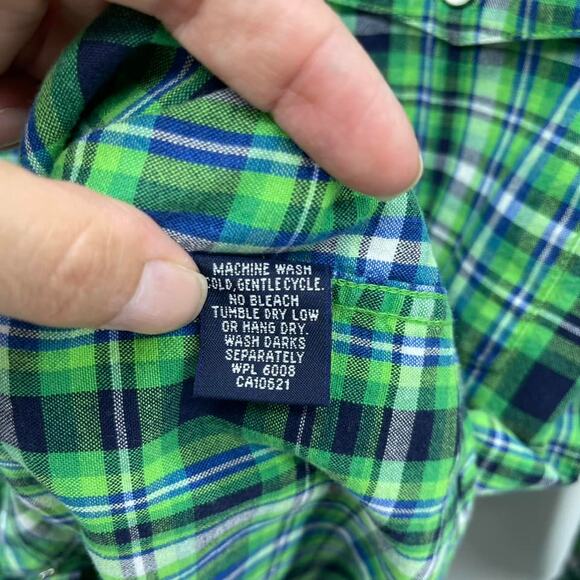 MACHINE WASH
COLD, GENTLE CYCLE.
NO BLEACH
TUMBLE DRY LOW
OR HANG DRY.
WASH DARKS
SEPARATELY
WPL 6008
CA10521